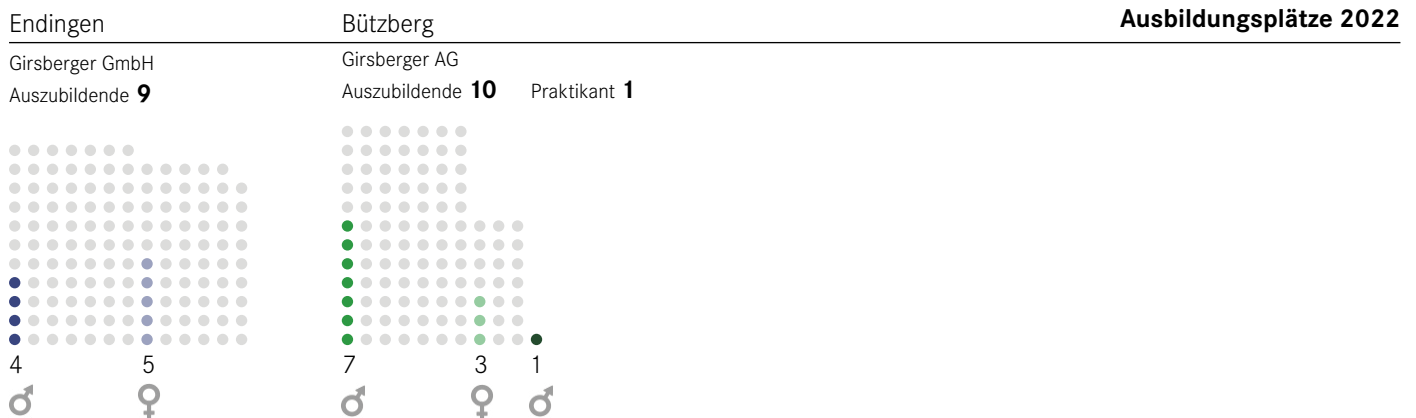 Ausbildungsplätze 2022
Endingen
Girsberger GmbH
Auszubildende 9
4 5
Bützberg
Girsberger AG
Auszubildende 10 Praktikant 1
7 3 1